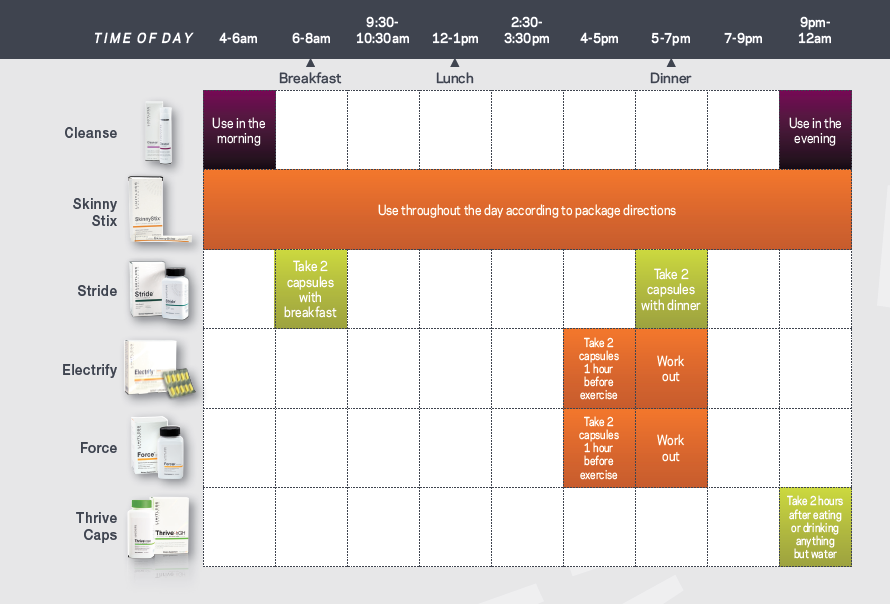 TIME OF DAY
4-6am
6-8am
9:30-
10:30am
12-1pm
2:30-
3:30pm
4-5pm
5-7pm
7-9pm
9pm-
12am
Breakfast
Lunch
Dinner
Cleanse
Use in the
morning
Use in the
evening
Skinny
Stix
SkinnyStix
Use throughout the day according to package directions
Stride
Stride
Stride
Take 2
capsules
with
breakfast
Take 2
capsules
with dinner
Electrify
Electrify
Take 2
capsules
1 hour
before
exercise
Work
out
Force
Force
Force
Take 2
capsules
1 hour
before
exercise
Work
out
Thrive
Caps
Thrive
Thrive
Take 2 hours
after eating
or drinking
anything
but water